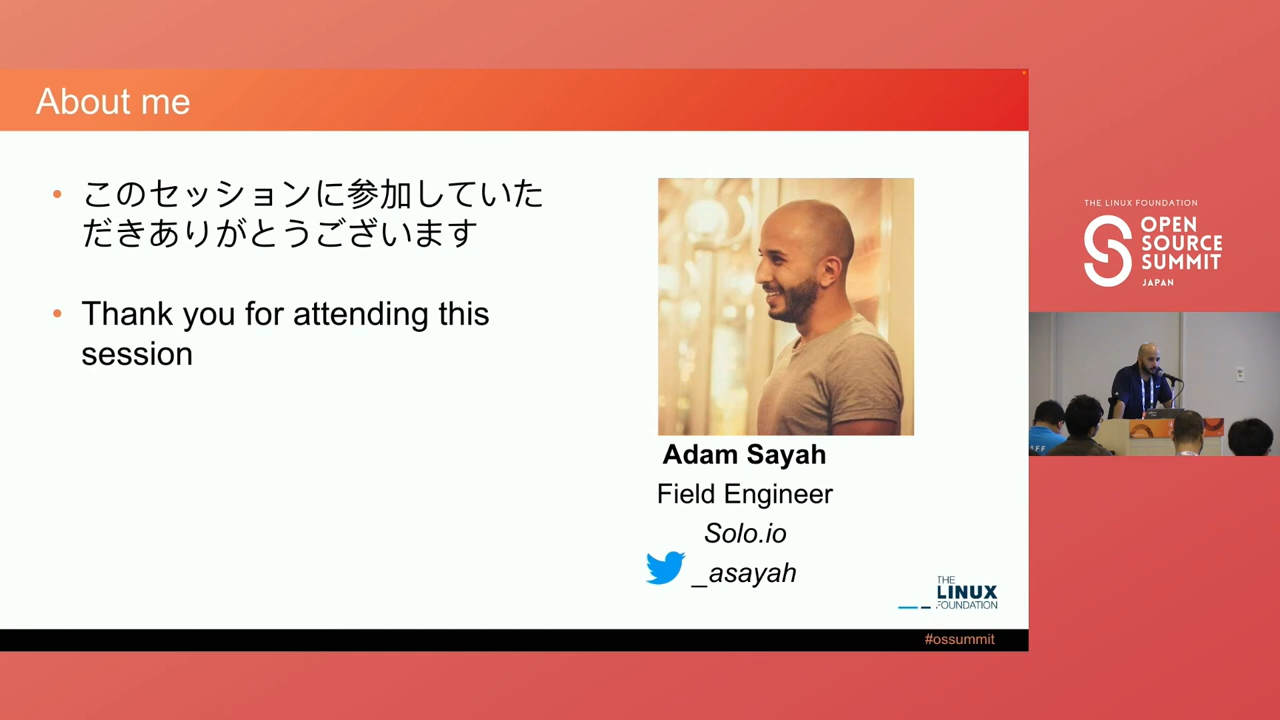 About me
このセッションに参加していた
だきありがとうございます
Thank you for attending this
session
Adam Sayah
Field Engineer
Solo.io
_asayah
THE
LINUX
FOUNDATION
#ossummit
THE LINUX FOUNDATION
OPEN
SOURCE
SUMMIT
JAPAN